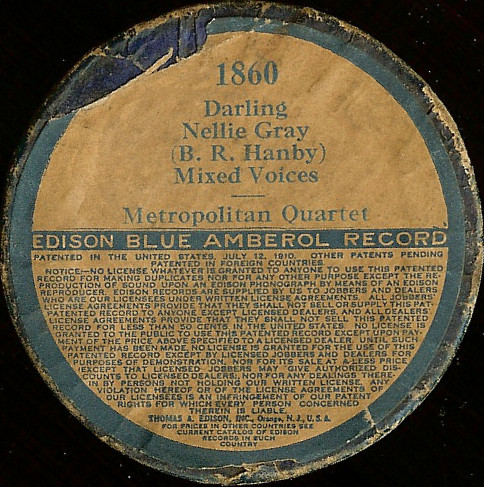 1860
Darling
Nellie Gray
(B. R. Hanby)
Mixed Voices
Metropolitan Quartet
EDISON BLUE AMBEROL RECORD
PATENTED IN THE UNITED STATES, JULY 12, 1910. OTHER PATENTS PENDING
PATENTED IN FOREIGN COUNTRIES
NOTICE—NO LICENSE WHATEVER IS GRANTED TO ANYONE TO USE THIS PATENTED
RECORD FOR MAKING DUPLICATES NOR FOR ANY OTHER PURPOSE EXCEPT THE RE-
PRODUCTION OF SOUND UPON AN EDISON PHONOGRAPH BY MEANS OF AN EDISON
REPRODUCER. EDISON RECORDS ARE SUPPLIED BY US TO JOBBERS AND DEALERS
WHO ARE OUR LICENSEES UNDER WRITTEN LICENSE AGREEMENTS. ALL JOBBERS'
LICENSE AGREEMENTS PROVIDE THAT THEY SHALL NOT SELL OR SUPPLY THIS PAT-
ENTED RECORD TO ANYONE EXCEPT LICENSED DEALERS, AND ALL DEALERS'
LICENSE AGREEMENTS PROVIDE THAT THEY SHALL NOT SELL THIS PATENTED
RECORD FOR LESS THAN 50 CENTS IN THE UNITED STATES. NO LICENSE IS
GRANTED TO THE PUBLIC TO USE THIS PATENTED RECORD EXCEPT UPON PAY-
MENT OF THE PRICE ABOVE SPECIFIED TO A LICENSED DEALER. UNTIL SUCH
PAYMENT HAS BEEN MADE, NO LICENSE IS GRANTED FOR THE USE OF THIS
PATENTED RECORD EXCEPT BY LICENSED JOBBERS AND DEALERS FOR
PURPOSES OF DEMONSTRATION, NOR FOR ITS SALE AT A LESS PRICE
EXCEPT THAT LICENSED JOBBERS MAY GIVE AUTHORIZED DIS-
COUNTS TO LICENSED DEALERS, NOR FOR ANY DEALINGS THERE-
IN BY PERSONS NOT HOLDING OUR WRITTEN LICENSE. ANY
VIOLATION HEREOF OR OF THE LICENSE AGREEMENTS OF
OUR LICENSEES IS AN INFRINGEMENT OF OUR PATENT
RIGHTS FOR WHICH EVERY PERSON CONCERNED
THEREIN IS LIABLE.
THOMAS A. EDISON, INC., Orange, N.J., U.S.A.
FOR PRICES IN OTHER COUNTRIES SEE
CURRENT CATALOG OF EDISON
RECORDS IN SUCH
COUNTRY